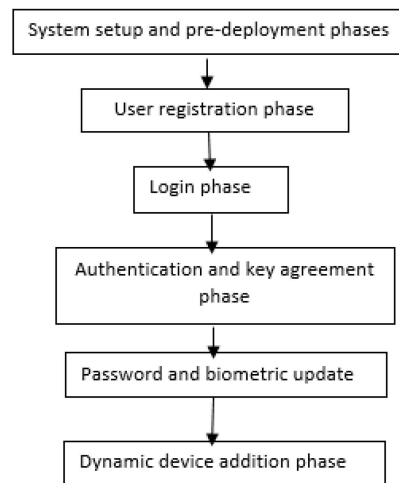 System setup and pre-deployment phases
User registration phase
Login phase
Authentication and key agreement
phase
Password and biometric update
Dynamic device addition phase